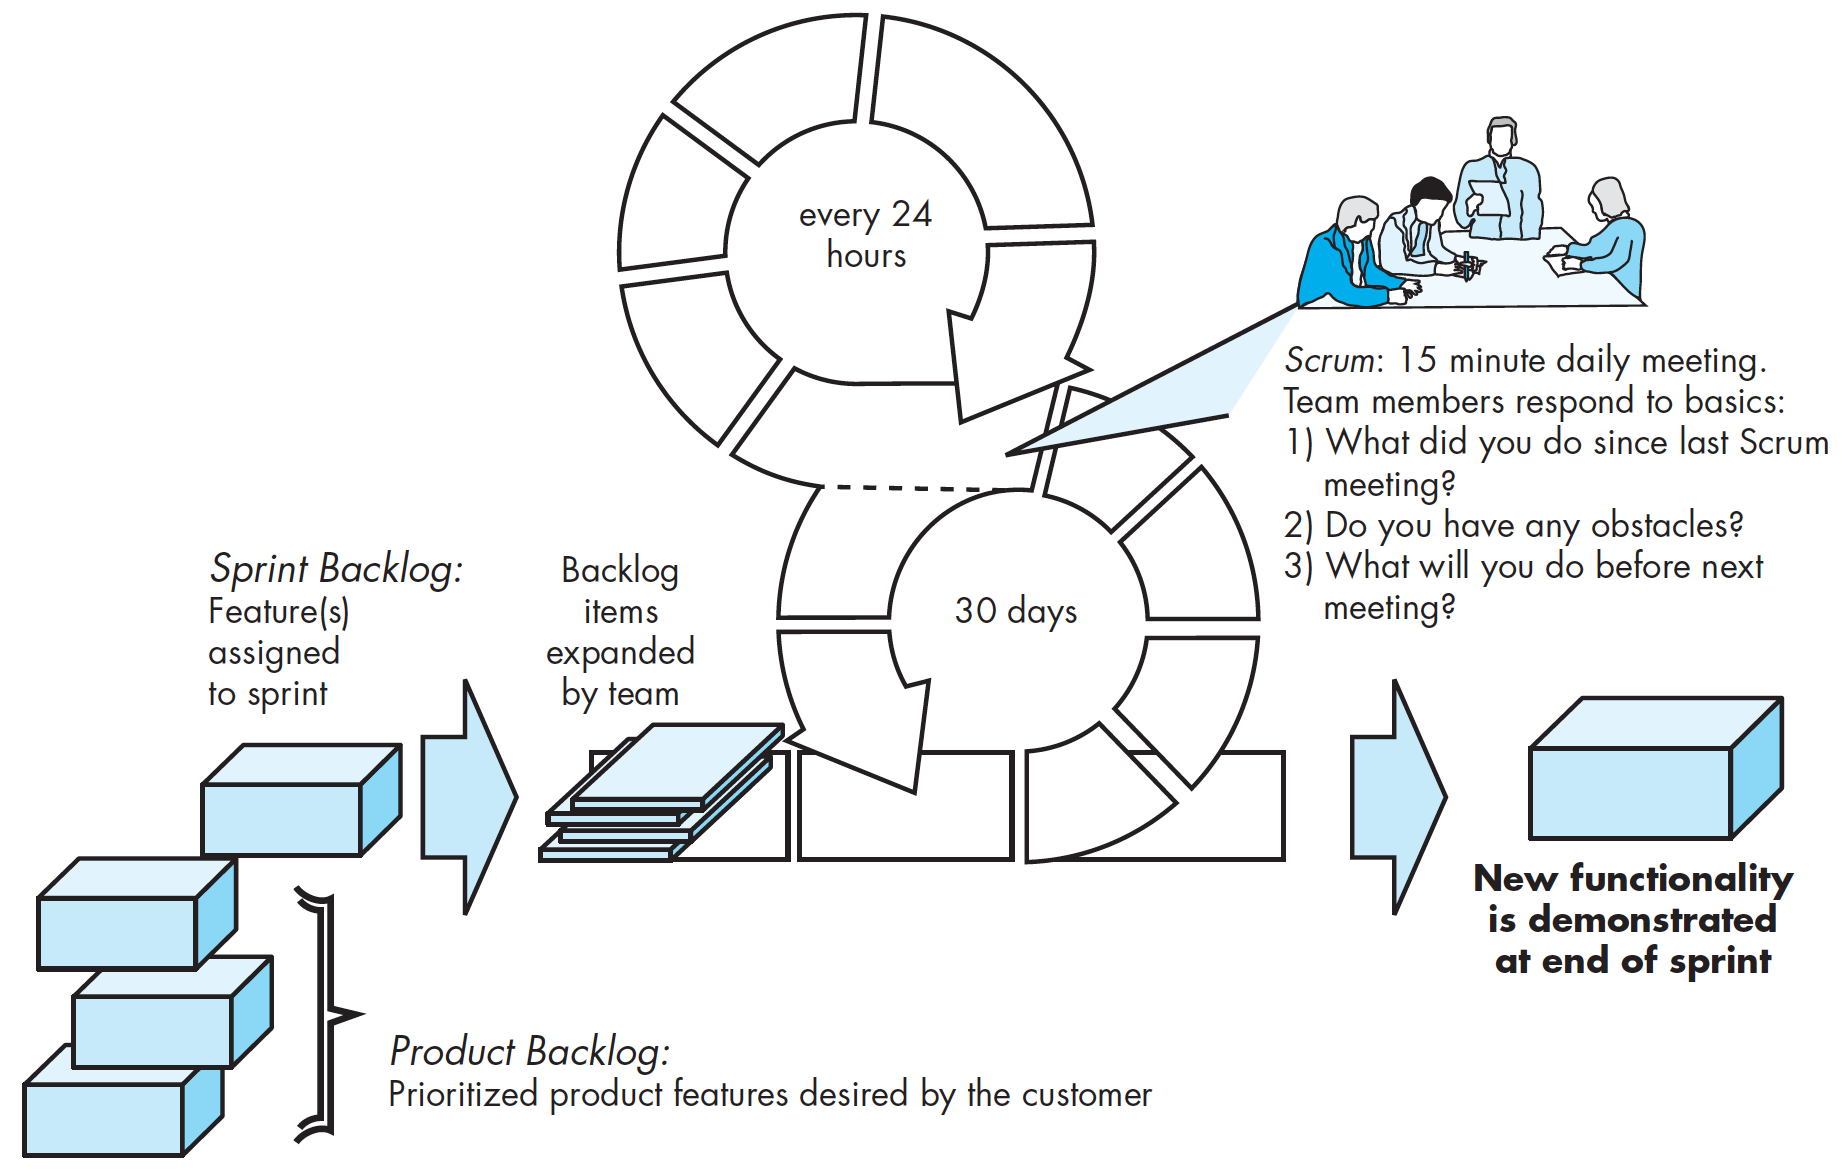 every 24
hours
Scrum: 15 minute daily meeting.
Team members respond to basics:
1) What did you do since last Scrum
meeting?
2) Do you have any obstacles?
3) What will you do before next
meeting?
Sprint Backlog:
Feature(s)
assigned
to sprint
Backlog
items
expanded
by team
30 days
New functionality
is demonstrated
at end of sprint
Product Backlog:
Prioritized product features desired by the customer